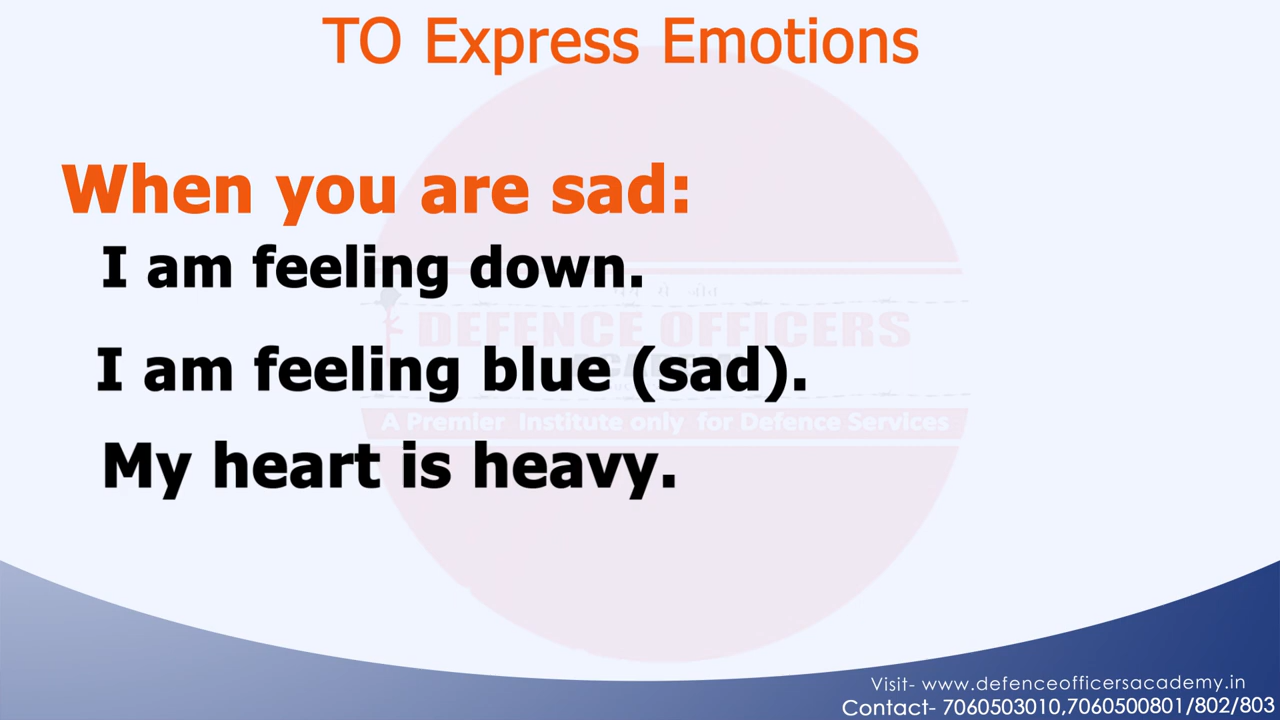 TO Express Emotions
When you are sad:
I am feeling down.
DEFENCE OFFICERS
I am feeling blue (sad).
A Premier Institute only for Defence Services
My heart is heavy.
Visit- www.defenceofficersacademy.in
Contact- 7060503010,7060500801/802/803